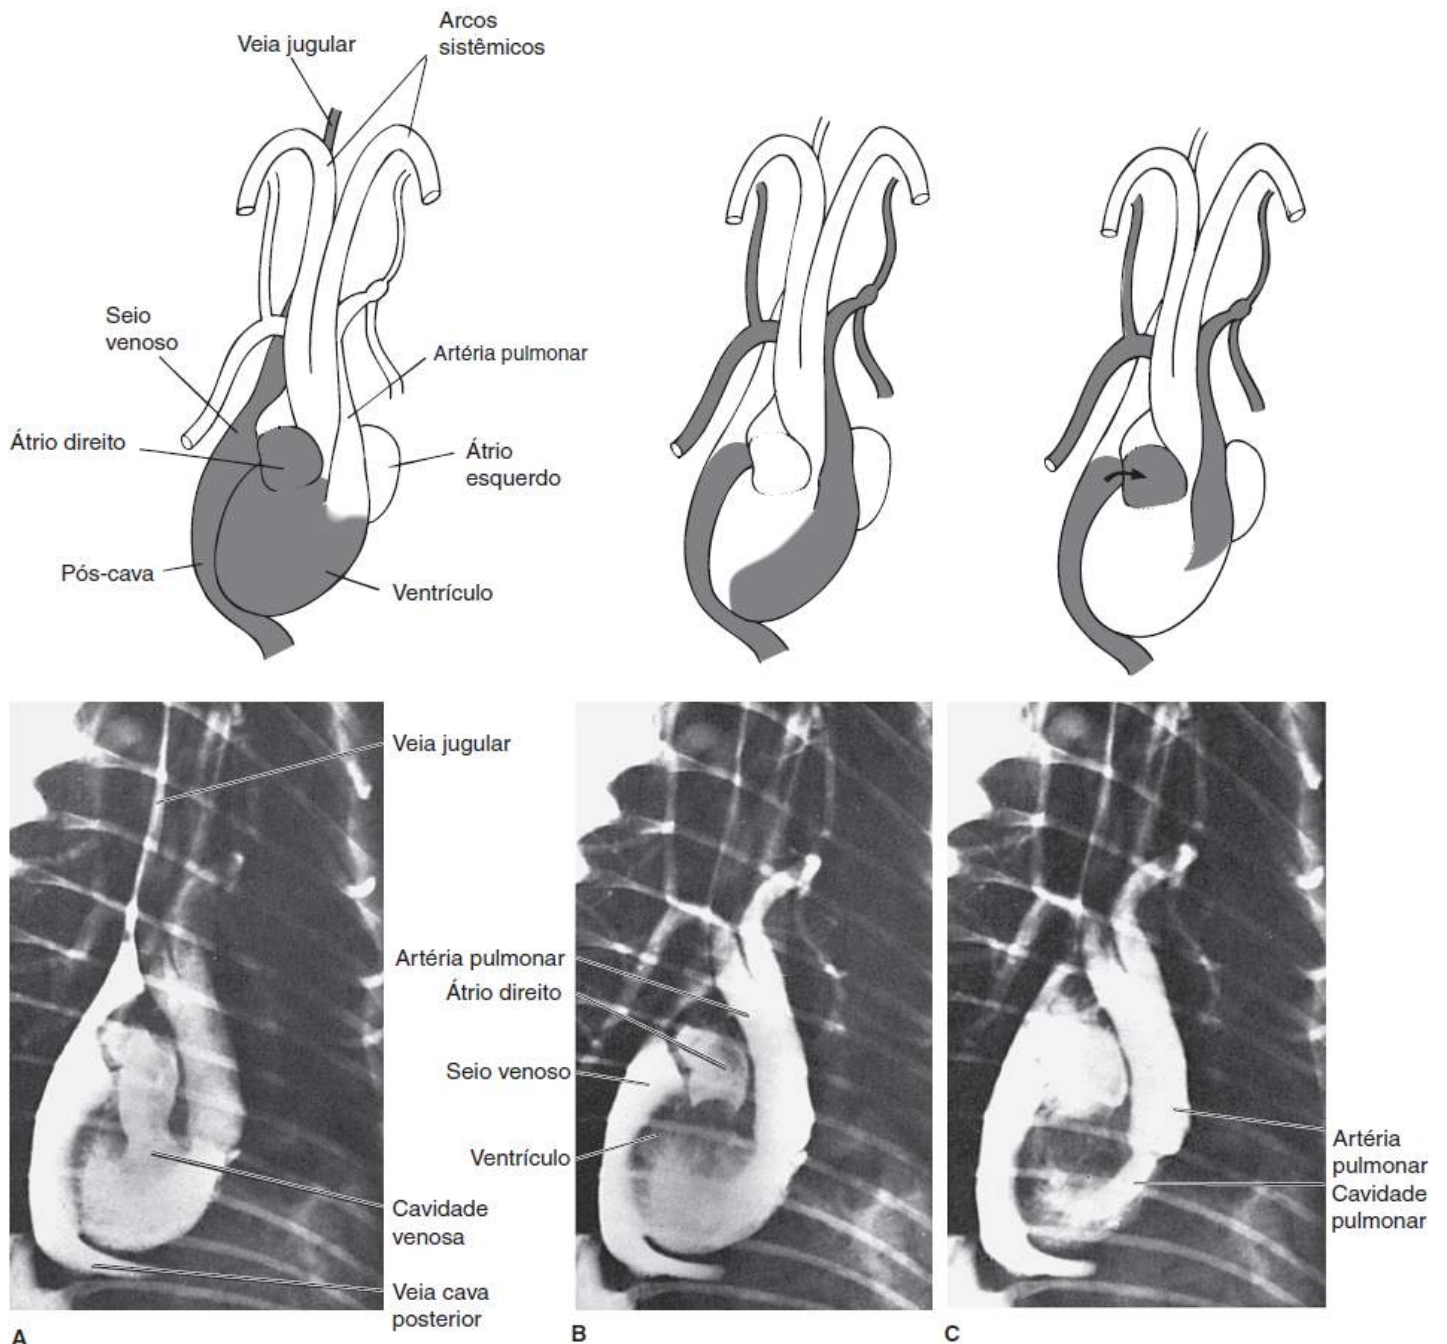 Arcos
sistêmicos
Veia jugular
Seio
venoso
Artéria pulmonar
Átrio direito
Átrio
esquerdo
Pós-cava
Ventrículo
Veia jugular
Cavidade
venosa
Veia cava
posterior
A
Artéria pulmonar
Átrio direito
Seio venoso
Ventrículo
B
Artéria
pulmonar
Cavidade
pulmonar
C